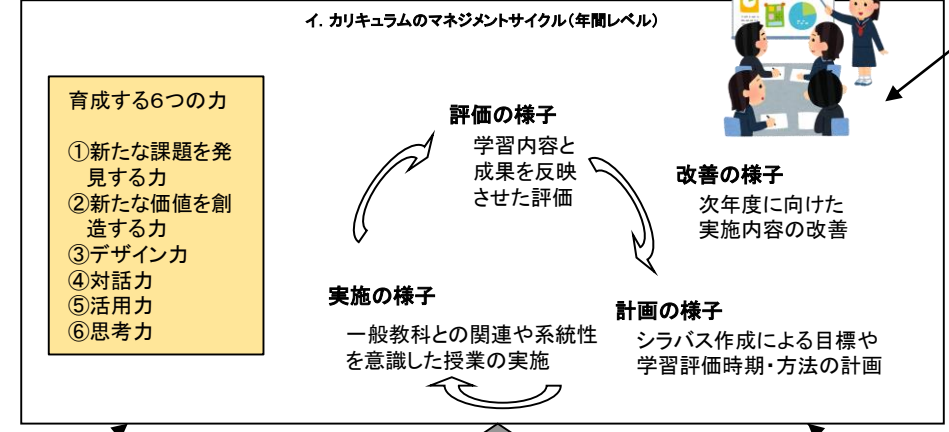 イ．カリキュラムのマネジメントサイクル（年間レベル）
育成する６つの力
①新たな課題を発
見する力
②新たな価値を創
造する力
③デザイン力
④対話力
⑤活用力
⑥思考力
評価の様子
学習内容と
成果を反映
させた評価
改善の様子
次年度に向けた
実施内容の改善
実施の様子
一般教科との関連や系統性
を意識した授業の実施
計画の様子
シラバス作成による目標や
学習評価時期・方法の計画